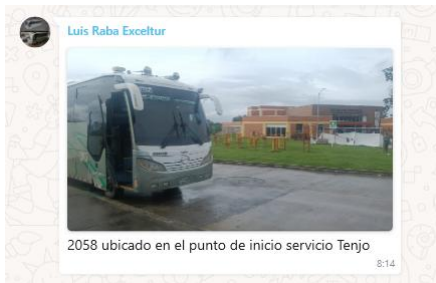 Luis Raba Exceltur
2058 ubicado en el punto de inicio servicio Tenjo
8:14